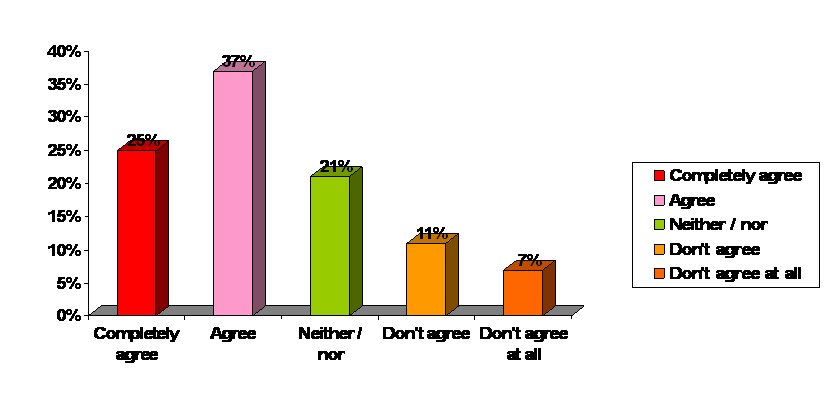 40%
35%
30%
25%
20%
15%
10%
5%
0%
25%
37%
21%
11%
7%
Completely
agree
Agree
Neither /
nor
Don't agree
Don't agree
at all
Completely agree
Agree
Neither / nor
Don't agree
Don't agree at all